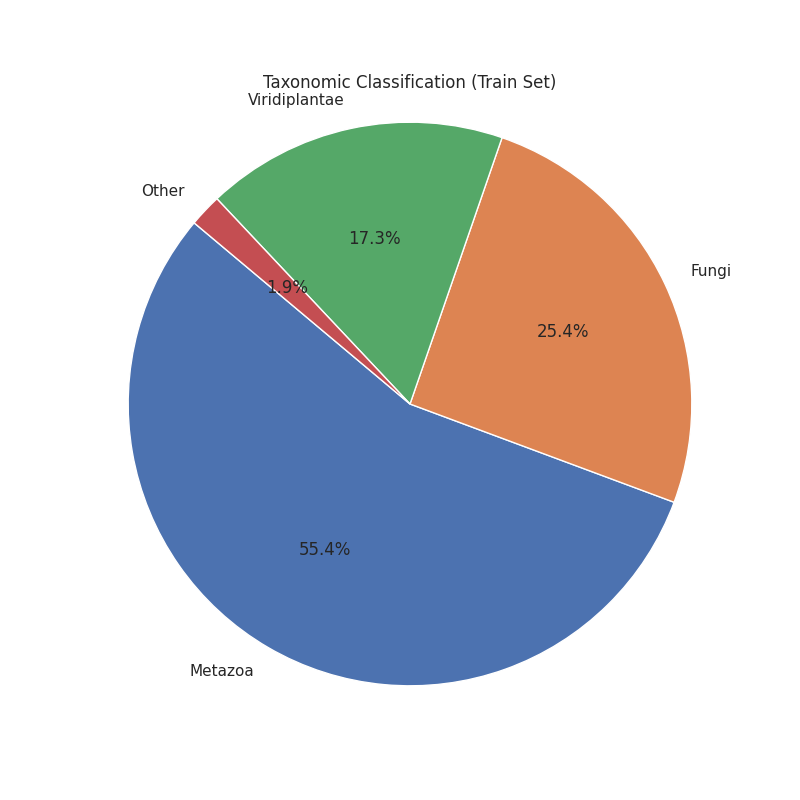 Taxonomic Classification (Train Set)
Viridiplantae
Other
17.3%
Fungi
1.9%
25.4%
55.4%
Metazoa